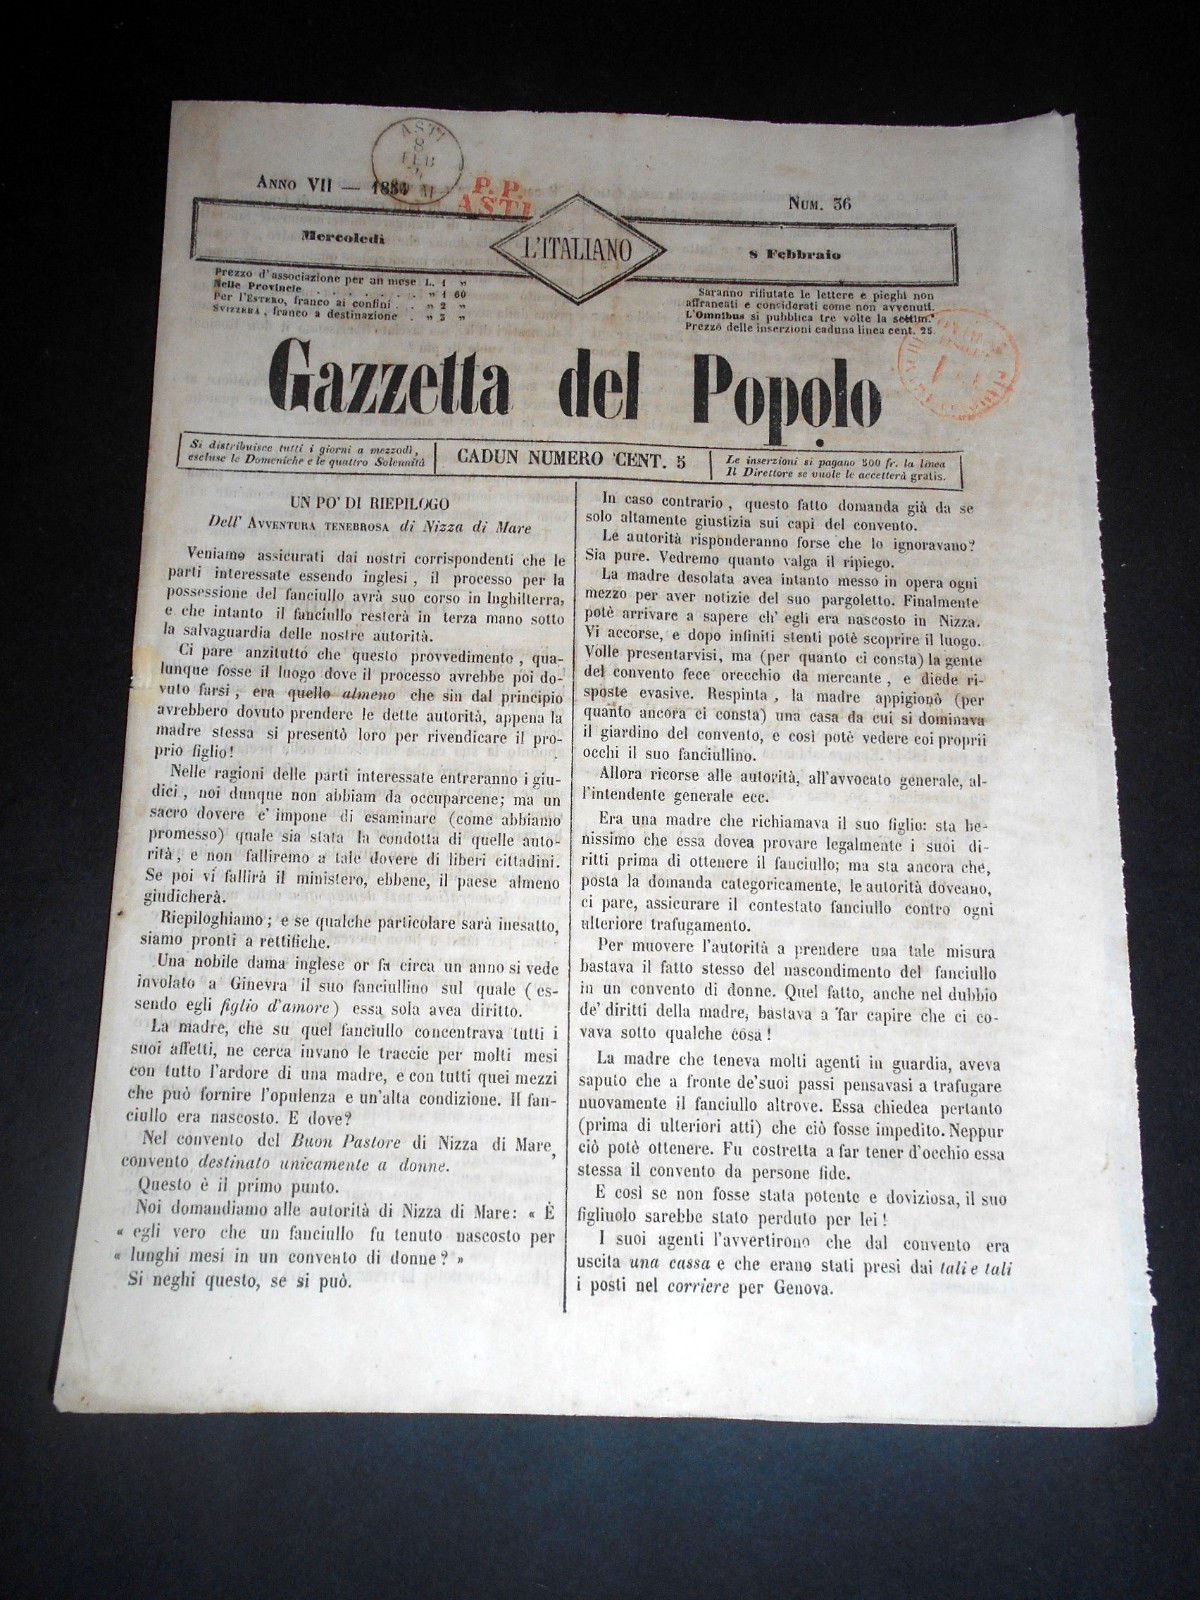 ASTI
8
FEB
ANNO VII — 1854
P. P.
ASTI
NUM. 36
Mercoledì
L'ITALIANO
8 Febbraio
Prezzo d'associazione per un mese L. 1 „
Nelle Provincie . . . . . . . „ 1 60
Per l'ESTERO, franco ai confini . . „ 2 „
SVIZZERA, franco a destinazione . „ 3 „
Saranno rifiutate le lettere e pieghi non
affrancati e considerati come non avvenuti.
L'Omnibus si pubblica tre volte la settim.ª
Prezzo delle inserzioni caduna linea cent. 25.
Gazzetta del Popolo
Si distribuisce tutti i giorni a mezzodì,
escluse le Domeniche e le quattro Solennità
CADUN NUMERO CENT. 5
Le inserzioni si pagano 500 fr. la linea
Il Direttore se vuole le accetterà gratis.
UN PO' DI RIEPILOGO
Dell' AVVENTURA TENEBROSA di Nizza di Mare
Veniamo assicurati dai nostri corrispondenti che le
parti interessate essendo inglesi, il processo per la
possessione del fanciullo avrà suo corso in Inghilterra,
e che intanto il fanciullo resterà in terza mano sotto
la salvaguardia delle nostre autorità.
Ci pare anzitutto che questo provvedimento, qua-
lunque fosse il luogo dove il processo avrebbe poi do-
vuto farsi, era quello almeno che sin dal principio
avrebbero dovuto prendere le dette autorità, appena la
madre stessa si presentò loro per rivendicare il pro-
prio figlio!
Nelle ragioni delle parti interessate entreranno i giu-
dici, noi dunque non abbiam da occuparcene; ma un
sacro dovere c'impone di esaminare (come abbiamo
promesso) quale sia stata la condotta di quelle auto-
rità, e non falliremo a tale dovere di liberi cittadini.
Se poi vi fallirà il ministero, ebbene, il paese almeno
giudicherà.
Riepiloghiamo; e se qualche particolare sarà inesatto,
siamo pronti a rettifiche.
Una nobile dama inglese or fa circa un anno si vede
involato a Ginevra il suo fanciullino sul quale (es-
sendo egli figlio d'amore) essa sola avea diritto.
La madre, che su quel fanciullo concentrava tutti i
suoi affetti, ne cerca invano le traccie per molti mesi
con tutto l'ardore di una madre, e con tutti quei mezzi
che può fornire l'opulenza e un'alta condizione. Il fan-
ciullo era nascosto. E dove?
Nel convento del Buon Pastore di Nizza di Mare,
convento destinato unicamente a donne.
Questo è il primo punto.
Noi domandiamo alle autorità di Nizza di Mare: « È
« egli vero che un fanciullo fu tenuto nascosto per
« lunghi mesi in un convento di donne? »
Si neghi questo, se si può.
In caso contrario, questo fatto domanda già da se
solo altamente giustizia sui capi del convento.
Le autorità risponderanno forse che lo ignoravano?
Sia pure. Vedremo quanto valga il ripiego.
La madre desolata avea intanto messo in opera ogni
mezzo per aver notizie del suo pargoletto. Finalmente
potè arrivare a sapere ch'egli era nascosto in Nizza.
Vi accorse, e dopo infiniti stenti potè scoprire il luogo.
Volle presentarvisi, ma (per quanto ci consta) la gente
del convento fece orecchio da mercante, e diede ri-
sposte evasive. Respinta, la madre appigionò (per
quanto ancora ci consta) una casa da cui si dominava
il giardino del convento, e così potè vedere coi proprii
occhi il suo fanciullino.
Allora ricorse alle autorità, all'avvocato generale, al-
l'intendente generale ecc.
Era una madre che richiamava il suo figlio: sta be-
nissimo che essa dovea provare legalmente i suoi di-
ritti prima di ottenere il fanciullo; ma sta ancora che,
posta la domanda categoricamente, le autorità doveano,
ci pare, assicurare il contestato fanciullo contro ogni
ulteriore trafugamento.
Per muovere l'autorità a prendere una tale misura
bastava il fatto stesso del nascondimento del fanciullo
in un convento di donne. Quel fatto, anche nel dubbio
de' diritti della madre, bastava a far capire che ci co-
vava sotto qualche cosa!
La madre che teneva molti agenti in guardia, aveva
saputo che a fronte de'suoi passi pensavasi a trafugare
nuovamente il fanciullo altrove. Essa chiedea pertanto
(prima di ulteriori atti) che ciò fosse impedito. Neppur
ciò potè ottenere. Fu costretta a far tener d'occhio essa
stessa il convento da persone fide.
E così se non fosse stata potente e doviziosa, il suo
figliuolo sarebbe stato perduto per lei!
I suoi agenti l'avvertirono che dal convento era
uscita una cassa e che erano stati presi dai tali e tali
i posti nel corriere per Genova.